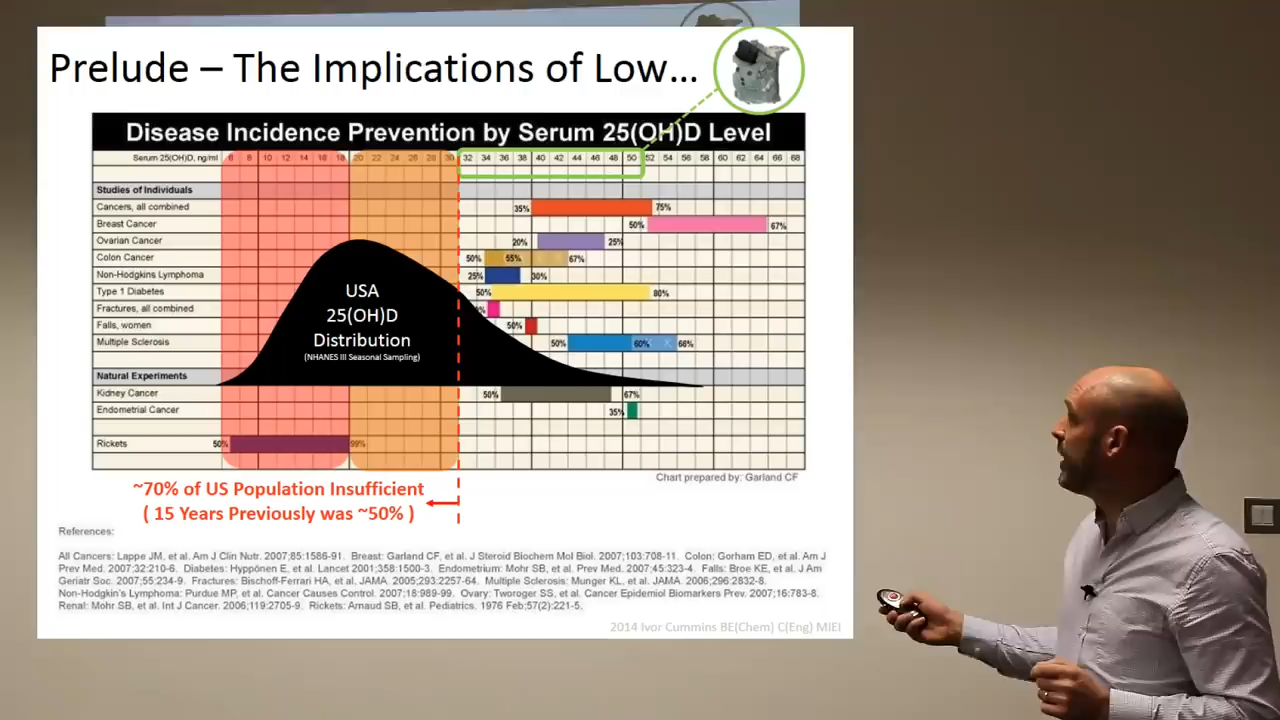 Prelude – The Implications of Low...
Disease Incidence Prevention by Serum 25(OH)D Level
Serum 25(OH)D, ng/ml 6 8 10 12 14 16 18 20 22 24 26 28 30 32 34 36 38 40 42 44 46 48 50 52 54 56 58 60 62 64 66 68
Studies of Individuals
Cancers, all combined 35% 75%
Breast Cancer 50% 67%
Ovarian Cancer 20% 25%
Colon Cancer 50% 55% 67%
Non-Hodgkins Lymphoma 25% 30%
Type 1 Diabetes 50% 80%
Fractures, all combined
Falls, women 50%
Multiple Sclerosis 50% 60% 66%
USA
25(OH)D
Distribution
(NHANES III Seasonal Sampling)
Natural Experiments
Kidney Cancer 50% 67%
Endometrial Cancer 35%
Rickets 50% 99%
Chart prepared by: Garland CF
~70% of US Population Insufficient
( 15 Years Previously was ~50% )
References:
All Cancers: Lappe JM, et al. Am J Clin Nutr. 2007;85:1586-91. Breast: Garland CF, et al. J Steroid Biochem Mol Biol. 2007;103:708-11. Colon: Gorham ED, et al. Am J
Prev Med. 2007;32:210-6. Diabetes: Hyppönen E, et al. Lancet 2001;358:1500-3. Endometrium: Mohr SB, et al. Prev Med. 2007;45:323-4. Falls: Broe KE, et al. J Am
Geriatr Soc. 2007;55:234-9. Fractures: Bischoff-Ferrari HA, et al, JAMA. 2005;293:2257-64. Multiple Sclerosis: Munger KL, et al. JAMA. 2006;296:2832-8.
Non-Hodgkin's Lymphoma: Purdue MP, et al. Cancer Causes Control. 2007;18:989-99. Ovary: Tworoger SS, et al. Cancer Epidemiol Biomarkers Prev. 2007;16:783-8.
Renal: Mohr SB, et al. Int J Cancer. 2006;119:2705-9. Rickets: Arnaud SB, et al. Pediatrics. 1976 Feb;57(2):221-5.
2014 Ivor Cummins BE(Chem) C(Eng) MIEI